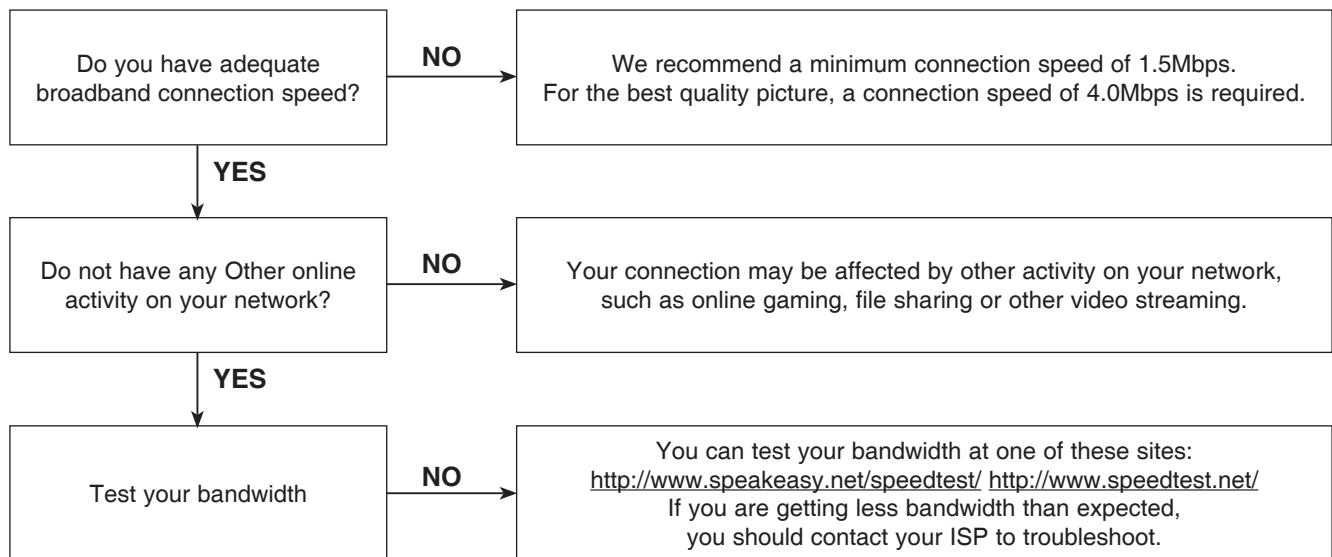 Do you have adequate
broadband connection speed?
NO
We recommend a minimum connection speed of 1.5Mbps.
For the best quality picture, a connection speed of 4.0Mbps is required.
YES
Do not have any Other online
activity on your network?
NO
Your connection may be affected by other activity on your network,
such as online gaming, file sharing or other video streaming.
YES
Test your bandwidth
NO
You can test your bandwidth at one of these sites:
http://www.speakeasy.net/speedtest/ http://www.speedtest.net/
If you are getting less bandwidth than expected,
you should contact your ISP to troubleshoot.